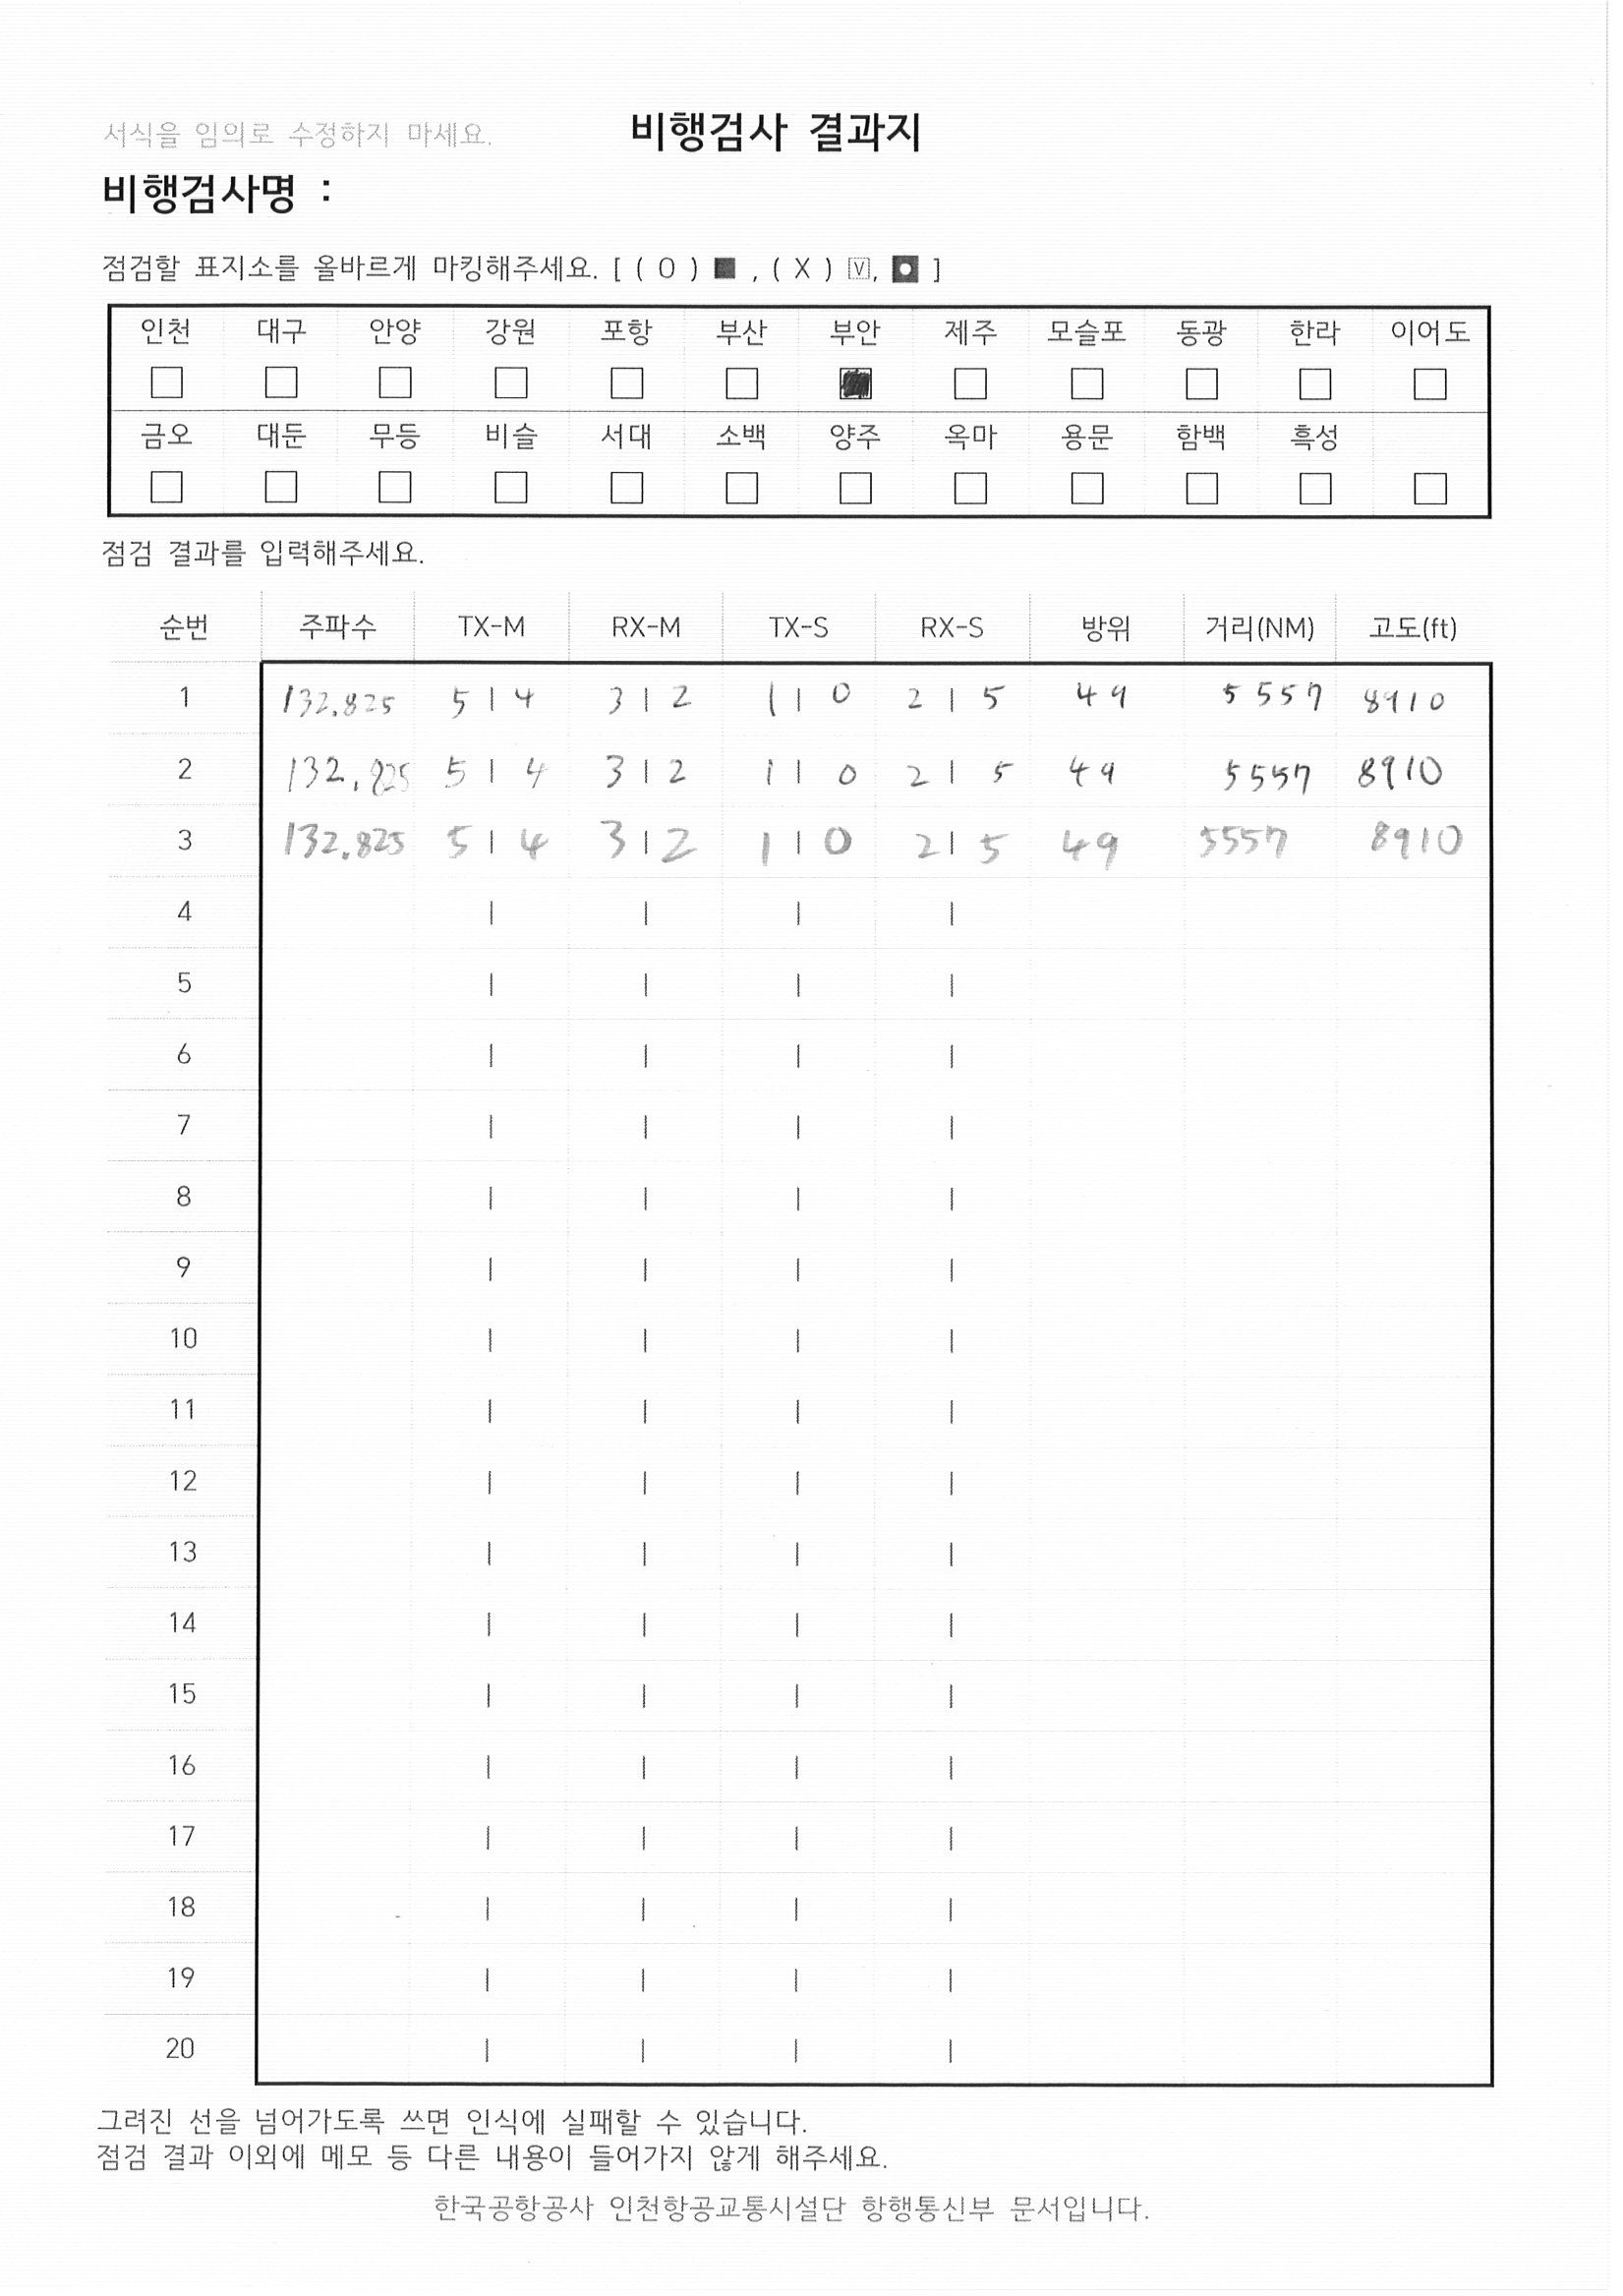 서식을 임의로 수정하지 마세요. 비행검사 결과지
비행검사명 :
점검할 표지소를 올바르게 마킹해주세요. [ ( O ) ■ , ( X ) V, ]
인천 대구 안양 강원 포항 부산 부안 제주 모슬포 동광 한라 이어도
금오 대둔 무등 비슬 서대 소백 양주 옥마 용문 함백 흑성
점검 결과를 입력해주세요.
순번 주파수 TX-M RX-M TX-S RX-S 방위 거리(NM) 고도(ft)
1 132.825 5 | 4 3 | 2 1 | 0 2 | 5 49 5557 8910
2 132.825 5 | 4 3 | 2 1 | 0 2 | 5 49 5557 8910
3 132.825 5 | 4 3 | 2 1 | 0 2 | 5 49 5557 8910
4 | | | |
5 | | | |
6 | | | |
7 | | | |
8 | | | |
9 | | | |
10 | | | |
11 | | | |
12 | | | |
13 | | | |
14 | | | |
15 | | | |
16 | | | |
17 | | | |
18 | | | |
19 | | | |
20 | | | |
그려진 선을 넘어가도록 쓰면 인식에 실패할 수 있습니다.
점검 결과 이외에 메모 등 다른 내용이 들어가지 않게 해주세요.
한국공항공사 인천항공교통시설단 항행통신부 문서입니다.